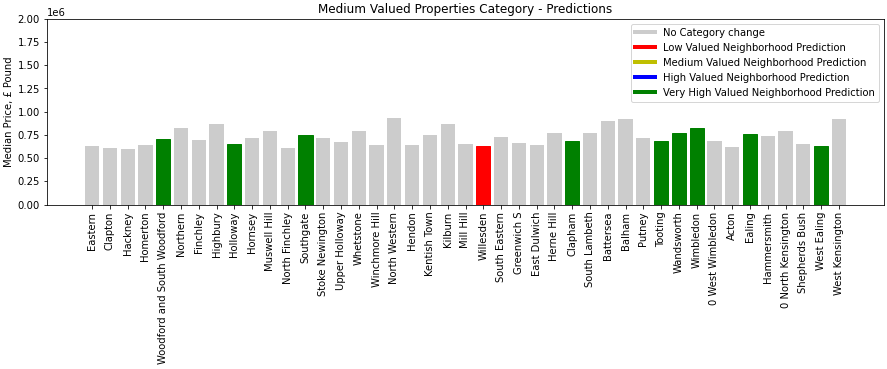 Medium Valued Properties Category - Predictions
1e6
Median Price, £ Pound
2.00
1.75
1.50
1.25
1.00
0.75
0.50
0.25
0.00
No Category change
Low Valued Neighborhood Prediction
Medium Valued Neighborhood Prediction
High Valued Neighborhood Prediction
Very High Valued Neighborhood Prediction
Eastern
Clapton
Hackney
Homerton
Woodford and South Woodford
Northern
Finchley
Highbury
Holloway
Hornsey
Muswell Hill
North Finchley
Southgate
Stoke Newington
Upper Holloway
Whetstone
Winchmore Hill
North Western
Hendon
Kentish Town
Kilburn
Mill Hill
Willesden
South Eastern
Greenwich S
East Dulwich
Herne Hill
Clapham
South Lambeth
Battersea
Balham
Putney
Tooting
Wandsworth
Wimbledon
0 West Wimbledon
Acton
Ealing
Hammersmith
0 North Kensington
Shepherds Bush
West Ealing
West Kensington